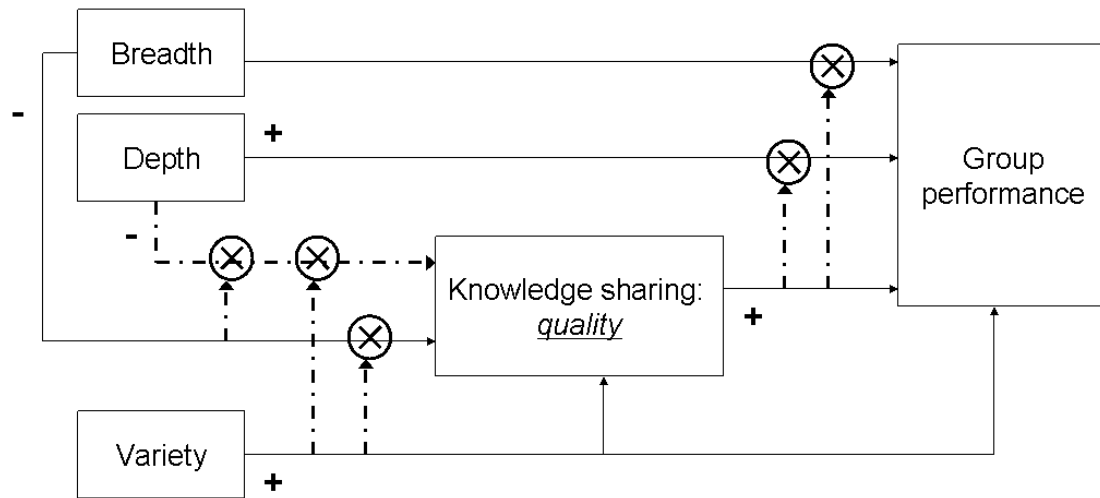 Breadth
-
Depth
+
-
Group
performance
Knowledge sharing:
quality
+
Variety
+